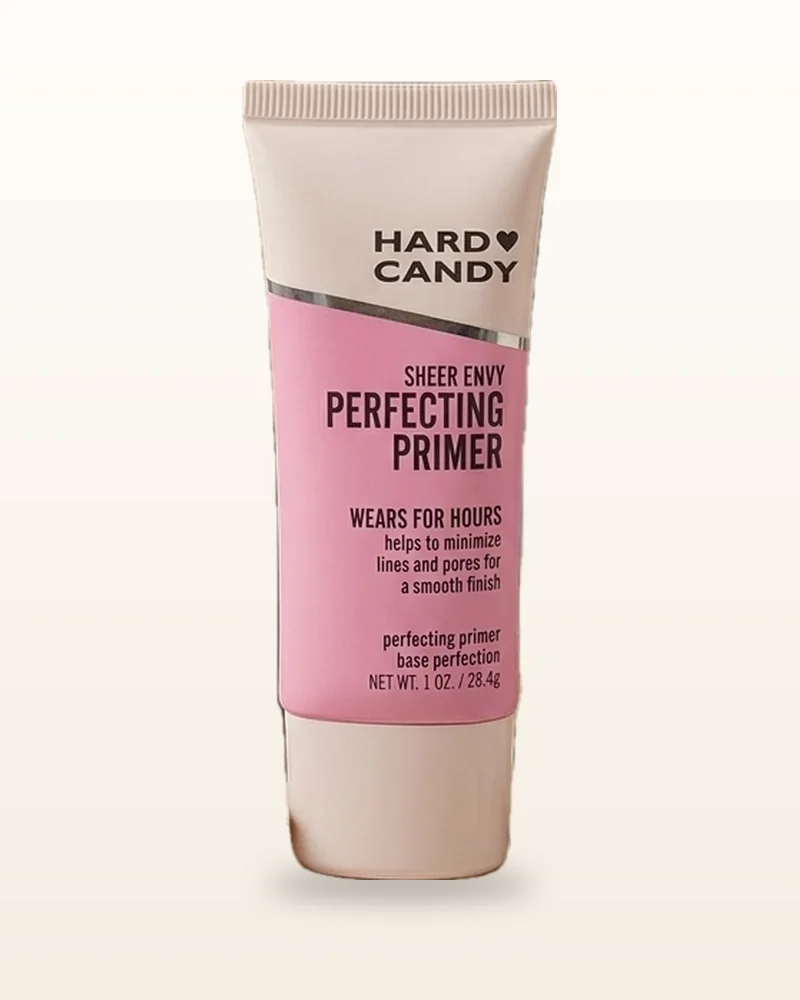 HARD♥
CANDY
SHEER ENVY
PERFECTING
PRIMER
WEARS FOR HOURS
helps to minimize
lines and pores for
a smooth finish
perfecting primer
base perfection
NET WT. 1 OZ. / 28.4g